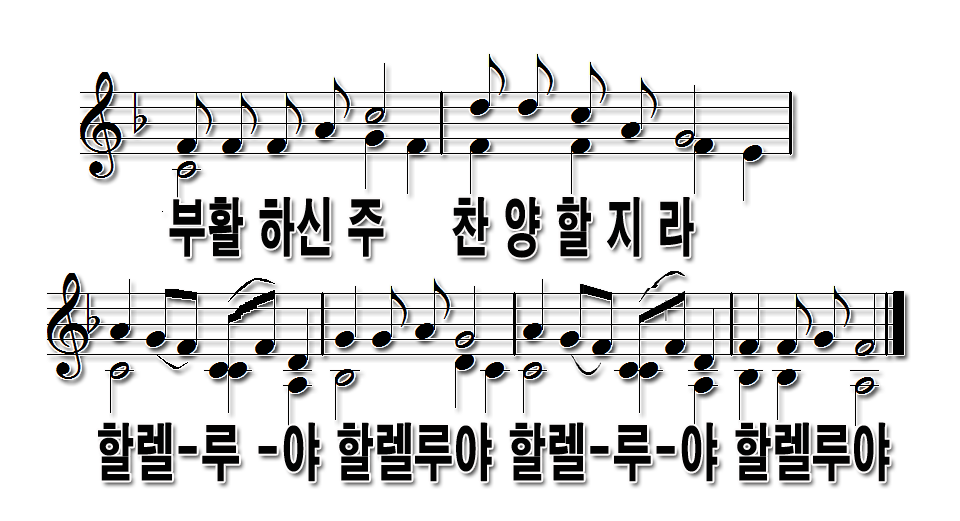 부활 하신 주 찬 양 할 지 라
할렐-루 -야 할렐루야 할렐-루-야 할렐루야